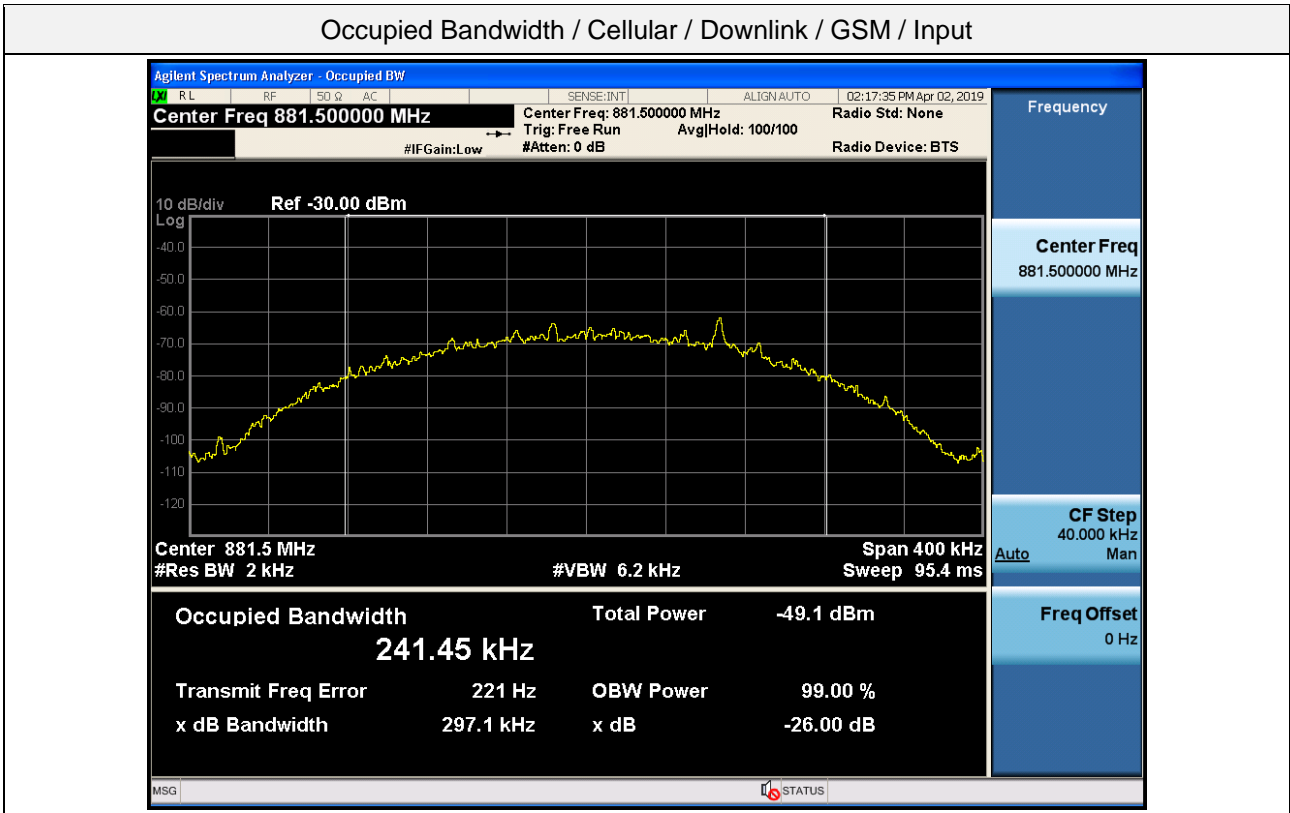 Occupied Bandwidth / Cellular / Downlink / GSM / Input
Agilent Spectrum Analyzer - Occupied BW
LXI RL RF 50 Ω AC SENSE:INT ALIGN AUTO 02:17:35 PM Apr 02, 2019
Center Freq 881.500000 MHz
Center Freq: 881.500000 MHz Radio Std: None
Trig: Free Run Avg|Hold: 100/100
#IFGain:Low #Atten: 0 dB Radio Device: BTS
10 dB/div Ref -30.00 dBm
Log
-40.0
-50.0
-60.0
-70.0
-80.0
-90.0
-100
-110
-120
Center 881.5 MHz Span 400 kHz
#Res BW 2 kHz #VBW 6.2 kHz Sweep 95.4 ms
Occupied Bandwidth Total Power -49.1 dBm
241.45 kHz
Transmit Freq Error 221 Hz OBW Power 99.00 %
x dB Bandwidth 297.1 kHz x dB -26.00 dB
MSG STATUS
Frequency
Center Freq
881.500000 MHz
CF Step
40.000 kHz
Auto Man
Freq Offset
0 Hz